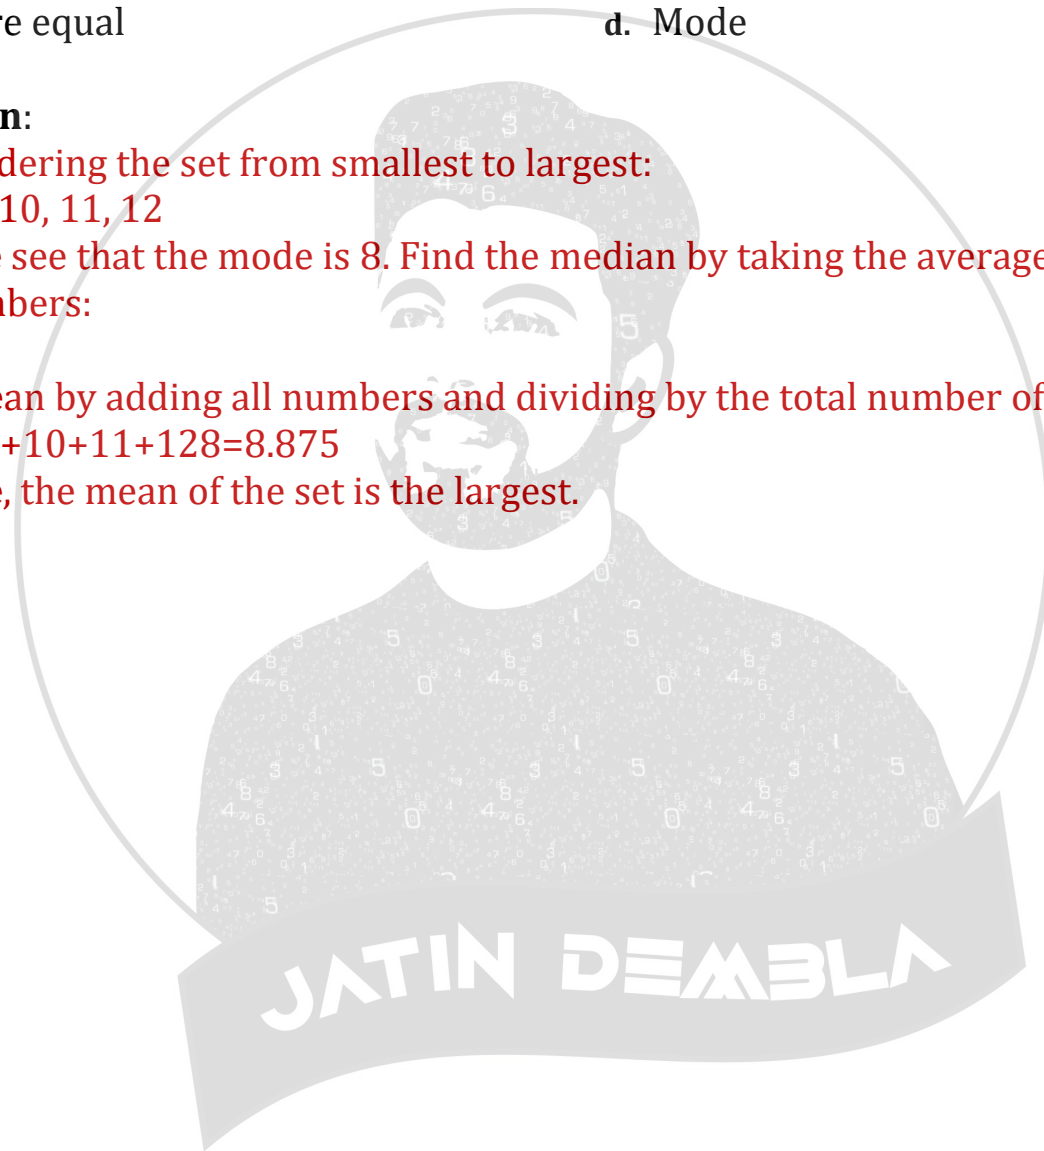 re equal d. Mode
n:
dering the set from smallest to largest:
10, 11, 12
e see that the mode is 8. Find the median by taking the average
nbers:
ean by adding all numbers and dividing by the total number of
+10+11+128=8.875
e, the mean of the set is the largest.
JATIN DEMBLA